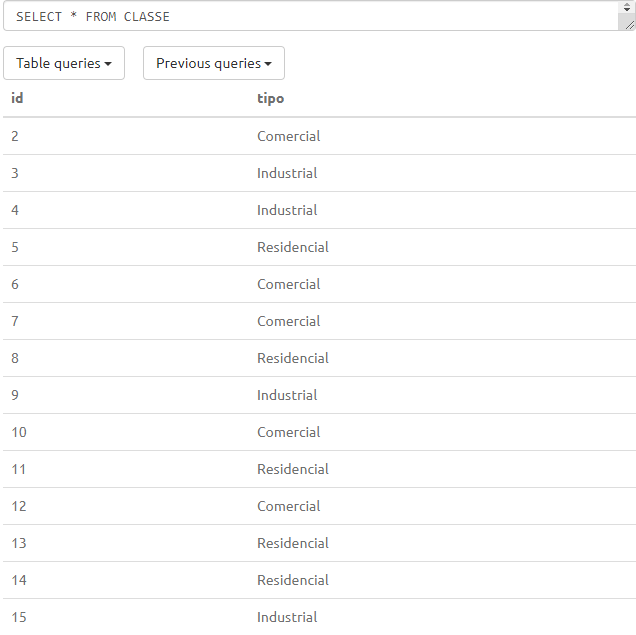 SELECT * FROM CLASSE
Table queries Previous queries
id tipo
2 Comercial
3 Industrial
4 Industrial
5 Residencial
6 Comercial
7 Comercial
8 Residencial
9 Industrial
10 Comercial
11 Residencial
12 Comercial
13 Residencial
14 Residencial
15 Industrial